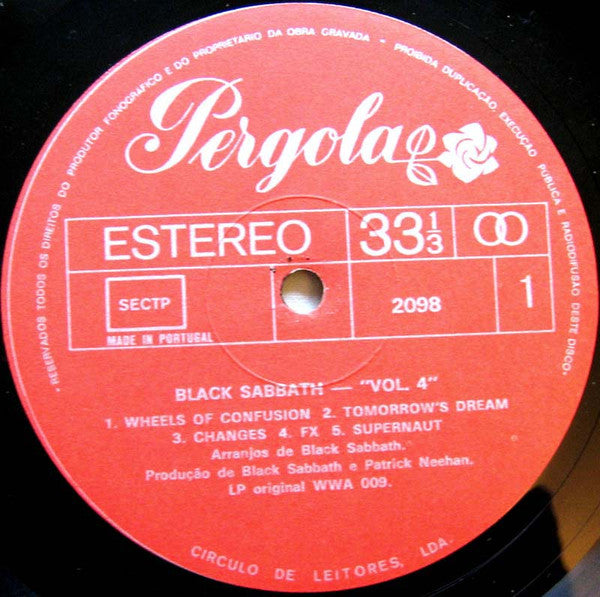 • RESERVADOS TODOS OS DIREITOS DO PRODUTOR FONOGRÁFICO E DO PROPRIETÁRIO DA OBRA GRAVADA • PROIBIDA DUPLICAÇÃO, EXECUÇÃO PUBLICA E RADIODIFUSÃO DESTE DISCO •
Pergola
ESTEREO 33 1/3
SECTP 2098 1
MADE IN PORTUGAL
BLACK SABBATH — "VOL. 4"
1. WHEELS OF CONFUSION 2. TOMORROW'S DREAM
3. CHANGES 4. FX 5. SUPERNAUT
Arranjos de Black Sabbath.
Produção de Black Sabbath e Patrick Neehan.
LP original WWA 009.
CIRCULO DE LEITORES, LDA.